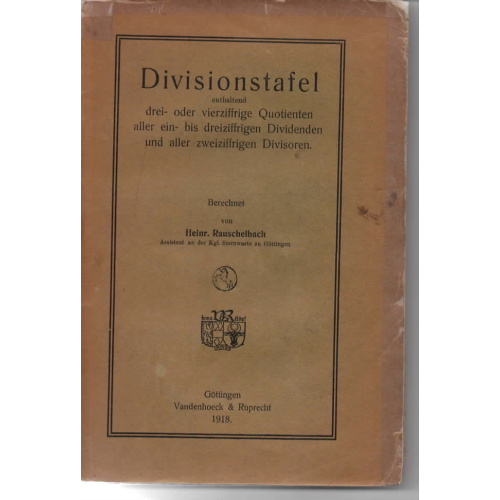 Divisionstafel
enthaltend
drei- oder vierziffrige Quotienten
aller ein- bis dreiziffrigen Dividenden
und aller zweiziffrigen Divisoren.
Berechnet
von
Heinr. Rauschelbach
Assistent an der Kgl. Sternwarte zu Göttingen
Göttingen
Vandenhoeck & Ruprecht
1918.